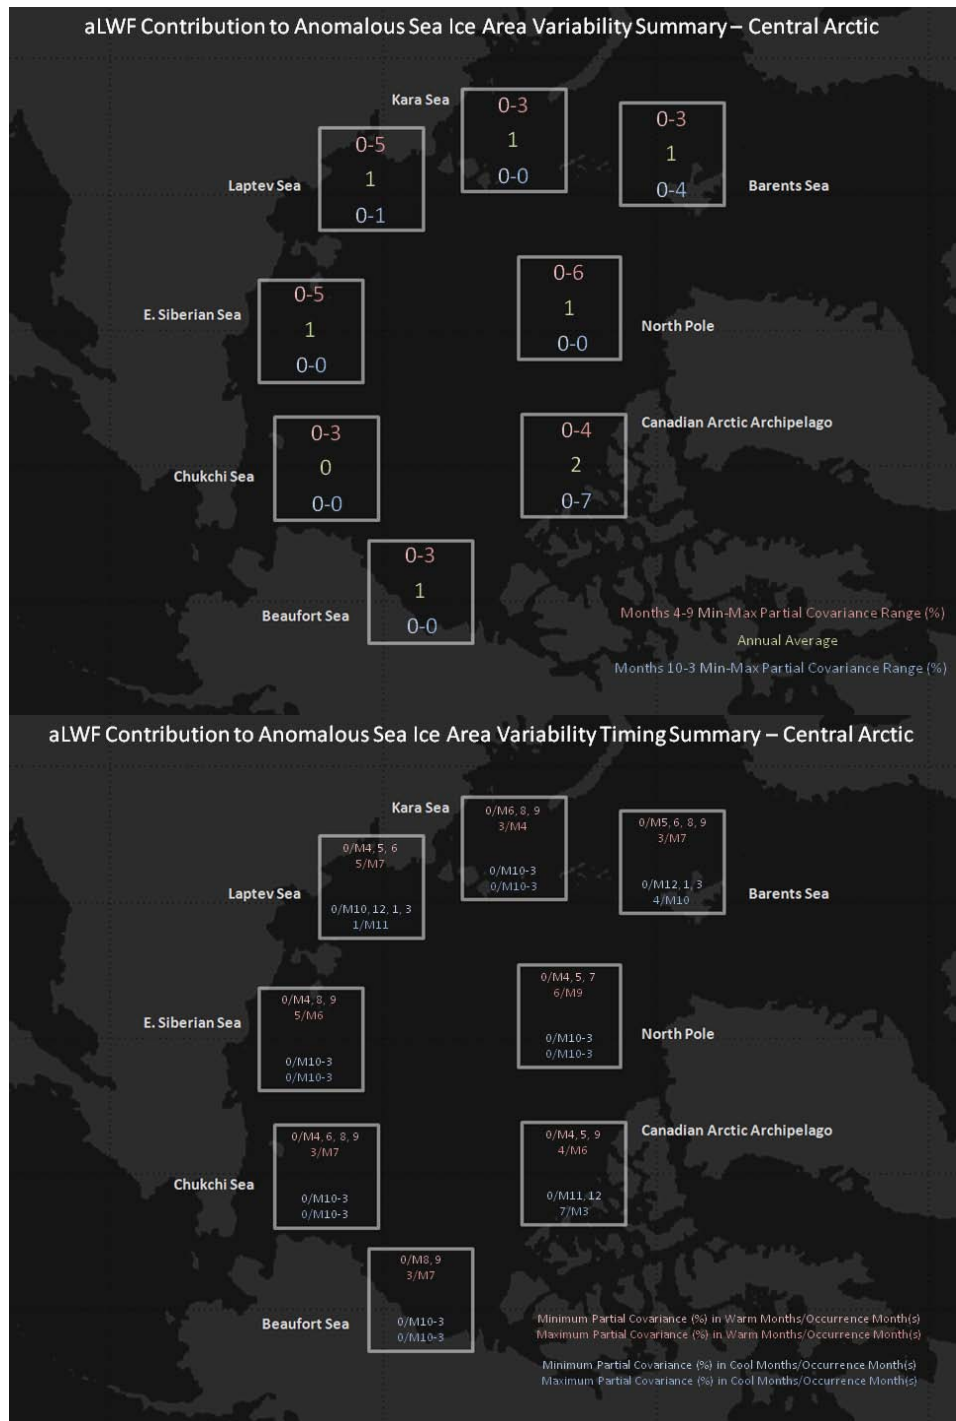 aLWF Contribution to Anomalous Sea Ice Area Variability Summary – Central Arctic
Kara Sea
0-3
1
0-0
0-3
1
0-4
Barents Sea
0-5
1
0-1
Laptev Sea
0-5
1
0-0
E. Siberian Sea
0-6
1
0-0
North Pole
0-3
0
0-0
Chukchi Sea
0-4
2
0-7
Canadian Arctic Archipelago
0-3
1
0-0
Beaufort Sea
Months 4-9 Min-Max Partial Covariance Range (%)
Annual Average
Months 10-3 Min-Max Partial Covariance Range (%)
aLWF Contribution to Anomalous Sea Ice Area Variability Timing Summary – Central Arctic
Kara Sea
0/M6, 8, 9
3/M4
0/M10-3
0/M10-3
0/M5, 6, 8, 9
3/M7
0/M12, 1, 3
4/M10
Barents Sea
0/M4, 5, 6
5/M7
0/M10, 12, 1, 3
1/M11
Laptev Sea
0/M4, 8, 9
5/M6
0/M10-3
0/M10-3
E. Siberian Sea
0/M4, 5, 7
6/M9
0/M10-3
0/M10-3
North Pole
0/M4, 6, 8, 9
3/M7
0/M10-3
0/M10-3
Chukchi Sea
0/M4, 5, 9
4/M6
0/M11, 12
7/M3
Canadian Arctic Archipelago
0/M8, 9
3/M7
0/M10-3
0/M10-3
Beaufort Sea
Minimum Partial Covariance (%) in Warm Months/Occurrence Month(s)
Maximum Partial Covariance (%) in Warm Months/Occurrence Month(s)
Minimum Partial Covariance (%) in Cool Months/Occurrence Month(s)
Maximum Partial Covariance (%) in Cool Months/Occurrence Month(s)